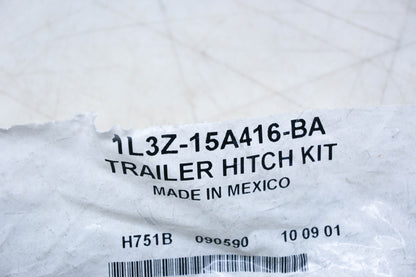 1L3Z-15A416-BA
TRAILER HITCH KIT
MADE IN MEXICO
H751B 090590 10 09 01